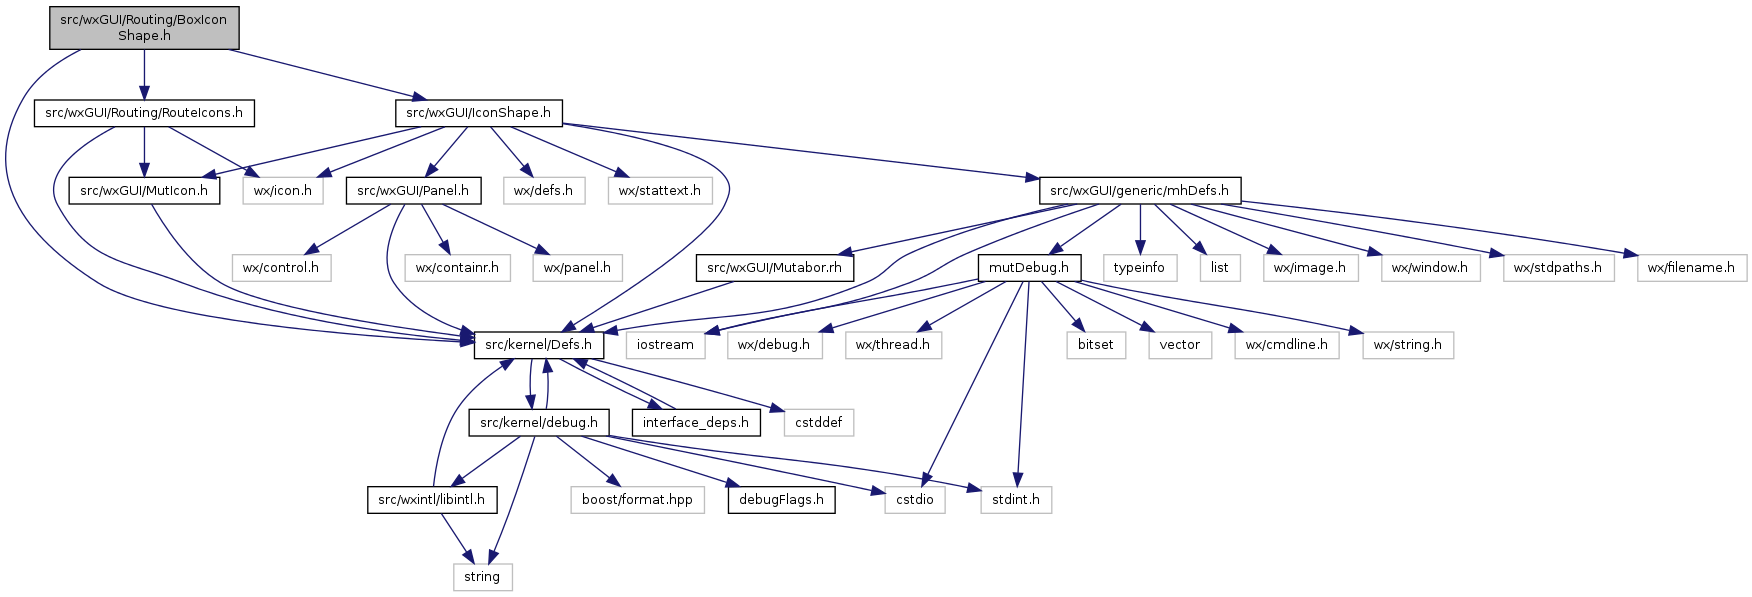 src/wxGUI/Routing/BoxIcon
Shape.h
src/wxGUI/Routing/RouteIcons.h
src/wxGUI/IconShape.h
src/wxGUI/MutIcon.h
wx/icon.h
src/wxGUI/Panel.h
wx/defs.h
wx/stattext.h
src/wxGUI/generic/mhDefs.h
wx/control.h
wx/containr.h
wx/panel.h
src/wxGUI/Mutabor.rh
mutDebug.h
typeinfo
list
wx/image.h
wx/window.h
wx/stdpaths.h
wx/filename.h
src/kernel/Defs.h
iostream
wx/debug.h
wx/thread.h
bitset
vector
wx/cmdline.h
wx/string.h
src/kernel/debug.h
interface_deps.h
cstddef
src/wxintl/libintl.h
boost/format.hpp
debugFlags.h
cstdio
stdint.h
string